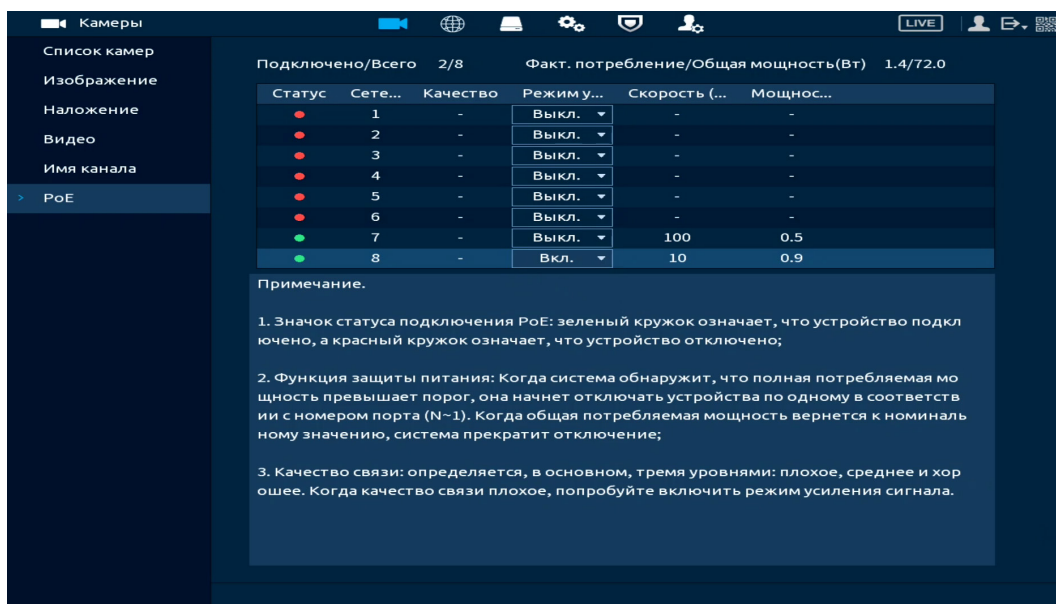 Камеры
LIVE
Список камер
Изображение
Наложение
Видео
Имя канала
> PoE
Подключено/Всего 2/8 Факт. потребление/Общая мощность(Вт) 1.4/72.0
Статус Сете... Качество Режим у... Скорость (... Мощнос...
1 - Выкл. - -
2 - Выкл. - -
3 - Выкл. - -
4 - Выкл. - -
5 - Выкл. - -
6 - Выкл. - -
7 - Выкл. 100 0.5
8 - Вкл. 10 0.9
Примечание.
1. Значок статуса подключения PoE: зеленый кружок означает, что устройство подкл
ючено, а красный кружок означает, что устройство отключено;
2. Функция защиты питания: Когда система обнаружит, что полная потребляемая мо
щность превышает порог, она начнет отключать устройства по одному в соответств
ии с номером порта (N~1). Когда общая потребляемая мощность вернется к номиналь
ному значению, система прекратит отключение;
3. Качество связи: определяется, в основном, тремя уровнями: плохое, среднее и хор
ошее. Когда качество связи плохое, попробуйте включить режим усиления сигнала.